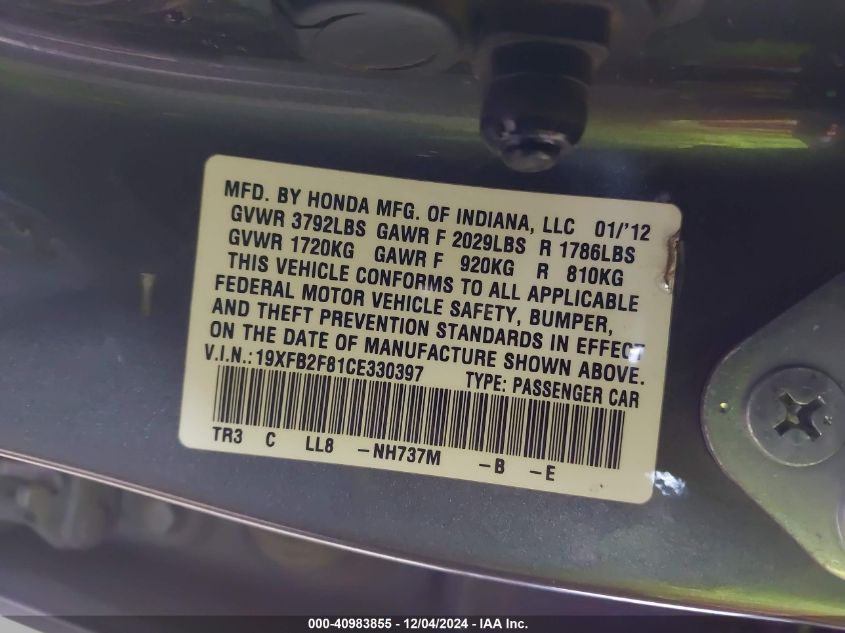 MFD. BY HONDA MFG. OF INDIANA, LLC 01/'12
GVWR 3792LBS GAWR F 2029LBS R 1786LBS
GVWR 1720KG GAWR F 920KG R 810KG
THIS VEHICLE CONFORMS TO ALL APPLICABLE
FEDERAL MOTOR VEHICLE SAFETY, BUMPER,
AND THEFT PREVENTION STANDARDS IN EFFECT
ON THE DATE OF MANUFACTURE SHOWN ABOVE.
V.I.N.:19XFB2F81CE330397 TYPE: PASSENGER CAR
TR3 C LL8 -NH737M -B -E
000-40983855 - 12/04/2024 - IAA Inc.